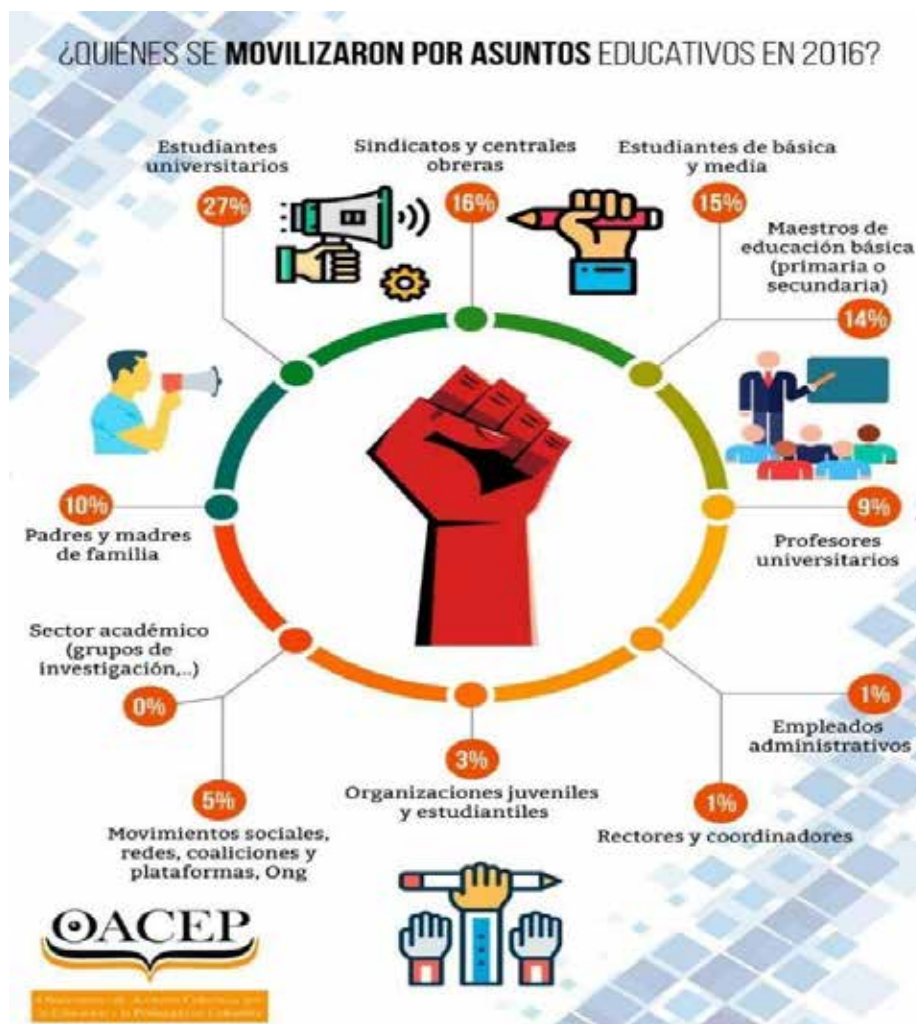 ¿QUIÉNES SE MOVILIZARON POR ASUNTOS EDUCATIVOS EN 2016?
Estudiantes
universitarios
27%
Sindicatos y centrales
obreras
16%
Estudiantes de básica
y media
15%
Maestros de
educación básica
(primaria o
secundaria)
14%
10%
Padres y madres
de familia
9%
Profesores
universitarios
Sector académico
(grupos de
investigación,..)
0%
1%
Empleados
administrativos
5%
Movimientos sociales,
redes, coaliciones y
plataformas, Ong
3%
Organizaciones juveniles
y estudiantiles
1%
Rectores y coordinadores
OACEP